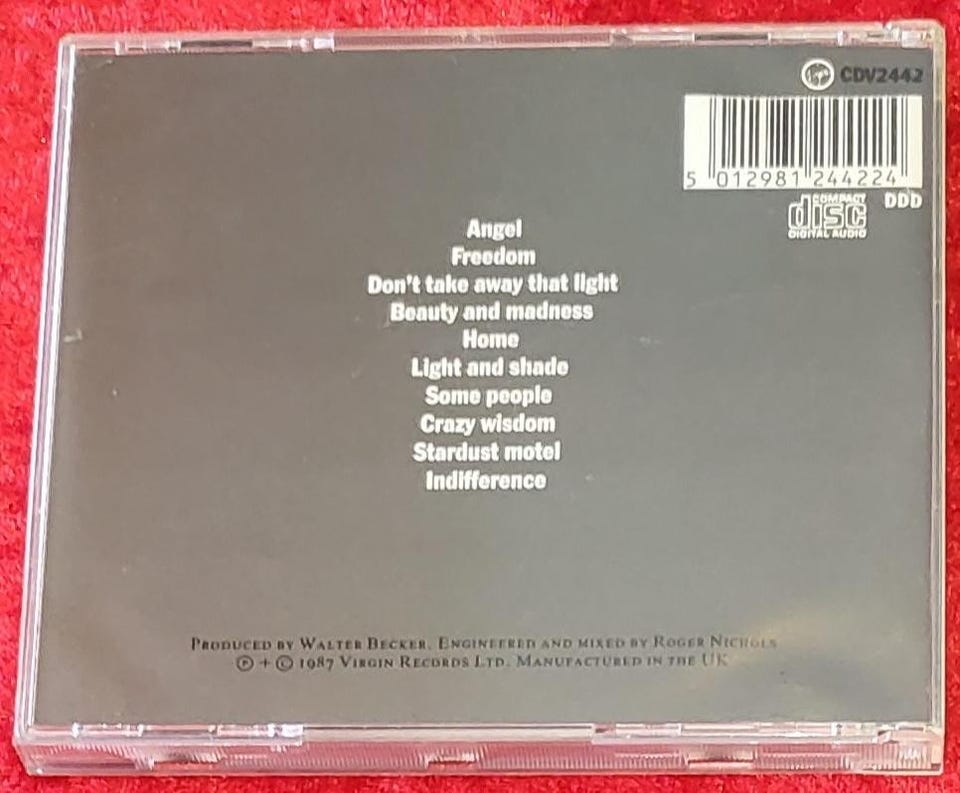 CDV2442
5 012981 244224
COMPACT
disc
DIGITAL AUDIO
DDD
Angel
Freedom
Don't take away that light
Beauty and madness
Home
Light and shade
Some people
Crazy wisdom
Stardust motel
Indifference
PRODUCED BY WALTER BECKER. ENGINEERED AND MIXED BY ROGER NICHOLS
℗ + © 1987 VIRGIN RECORDS LTD. MANUFACTURED IN THE UK